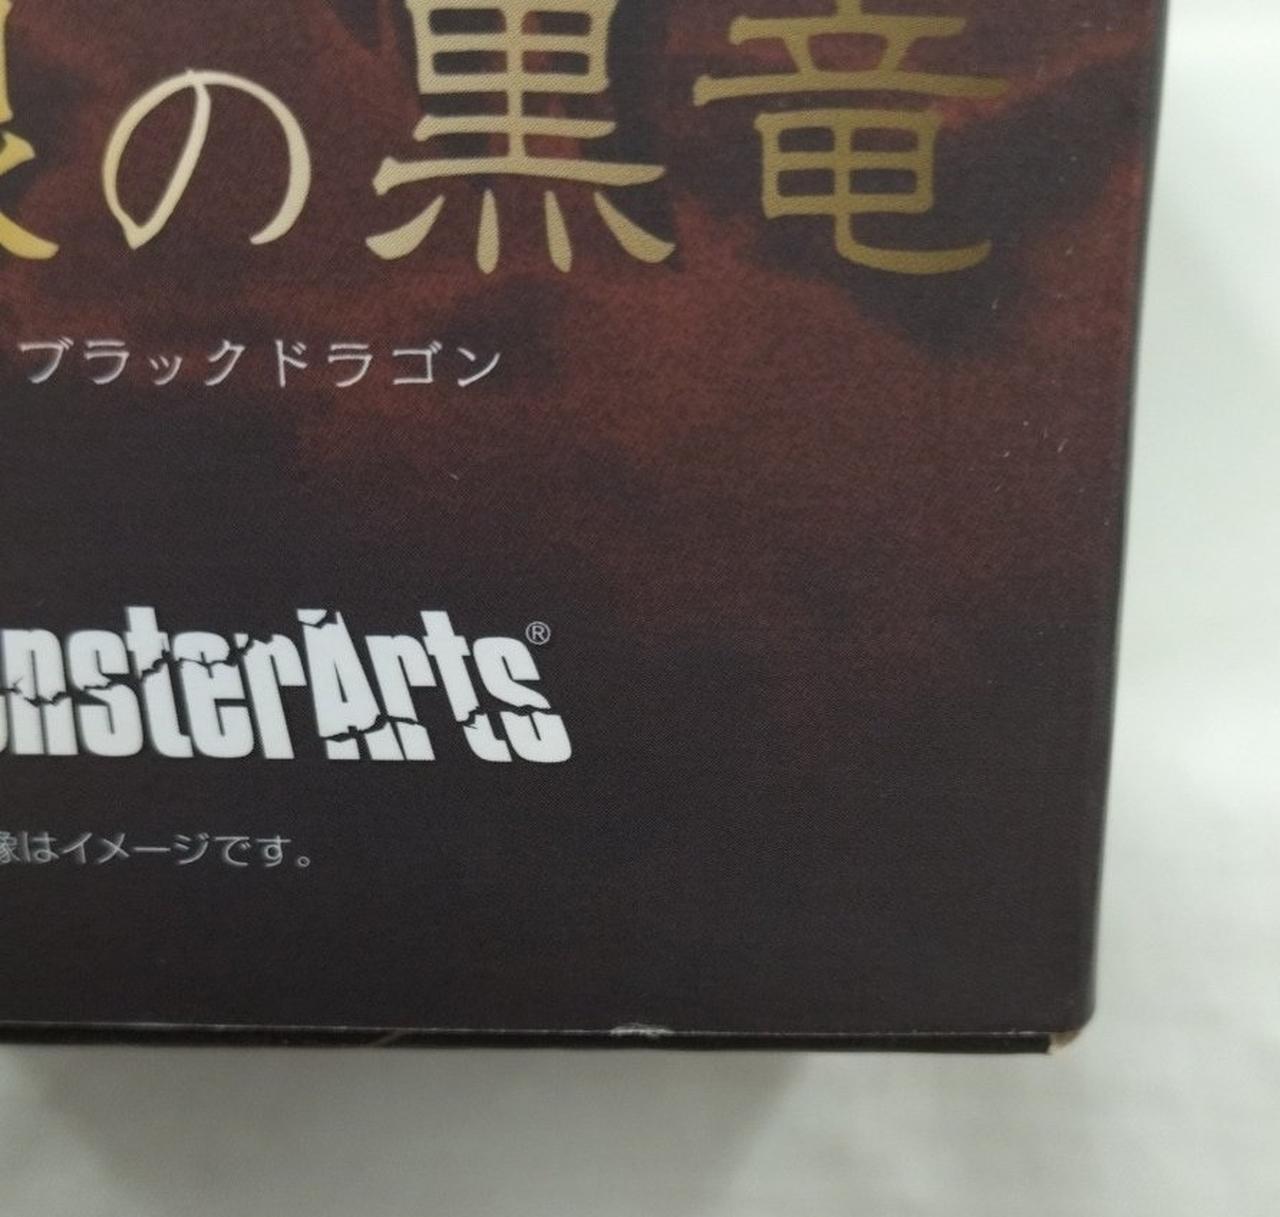 の黒竜
ブラックドラゴン
nsterArts®
像はイメージです。